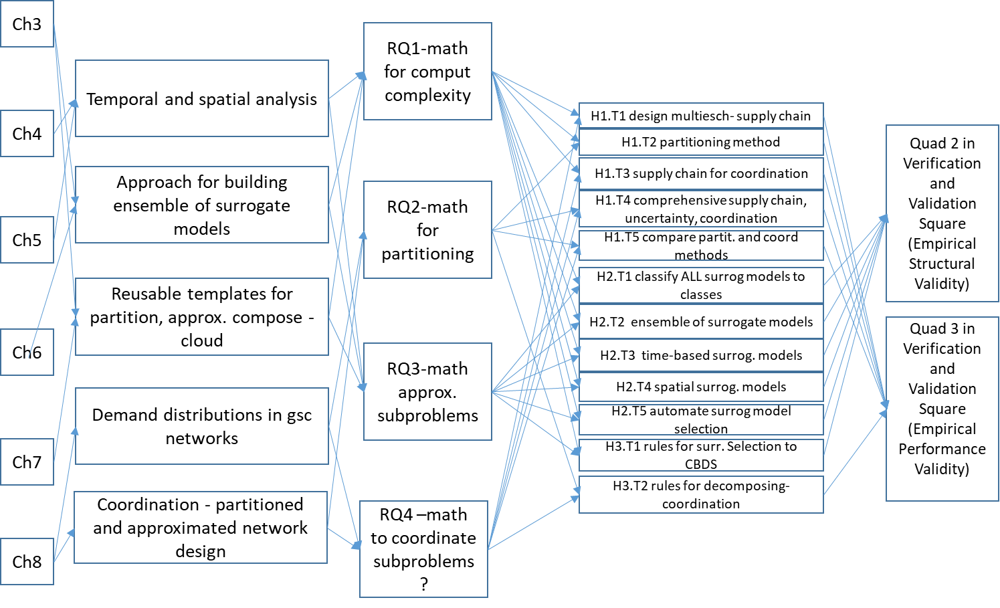 Ch3
Ch4
Ch5
Ch6
Ch7
Ch8
Temporal and spatial analysis
Approach for building
ensemble of surrogate
models
Reusable templates for
partition, approx. compose -
cloud
Demand distributions in gsc
networks
Coordination - partitioned
and approximated network
design
RQ1-math
for comput
complexity
RQ2-math
for
partitioning
RQ3-math
approx.
subproblems
RQ4 –math
to coordinate
subproblems
?
H1.T1 design multiesch- supply chain
H1.T2 partitioning method
H1.T3 supply chain for coordination
H1.T4 comprehensive supply chain,
uncertainty, coordination
H1.T5 compare partit. and coord
methods
H2.T1 classify ALL surrog models to
classes
H2.T2 ensemble of surrogate models
H2.T3 time-based surrog. models
H2.T4 spatial surrog. models
H2.T5 automate surrog model
selection
H3.T1 rules for surr. Selection to
CBDS
H3.T2 rules for decomposing-
coordination
Quad 2 in
Verification
and
Validation
Square
(Empirical
Structural
Validity)
Quad 3 in
Verification
and
Validation
Square
(Empirical
Performance
Validity)